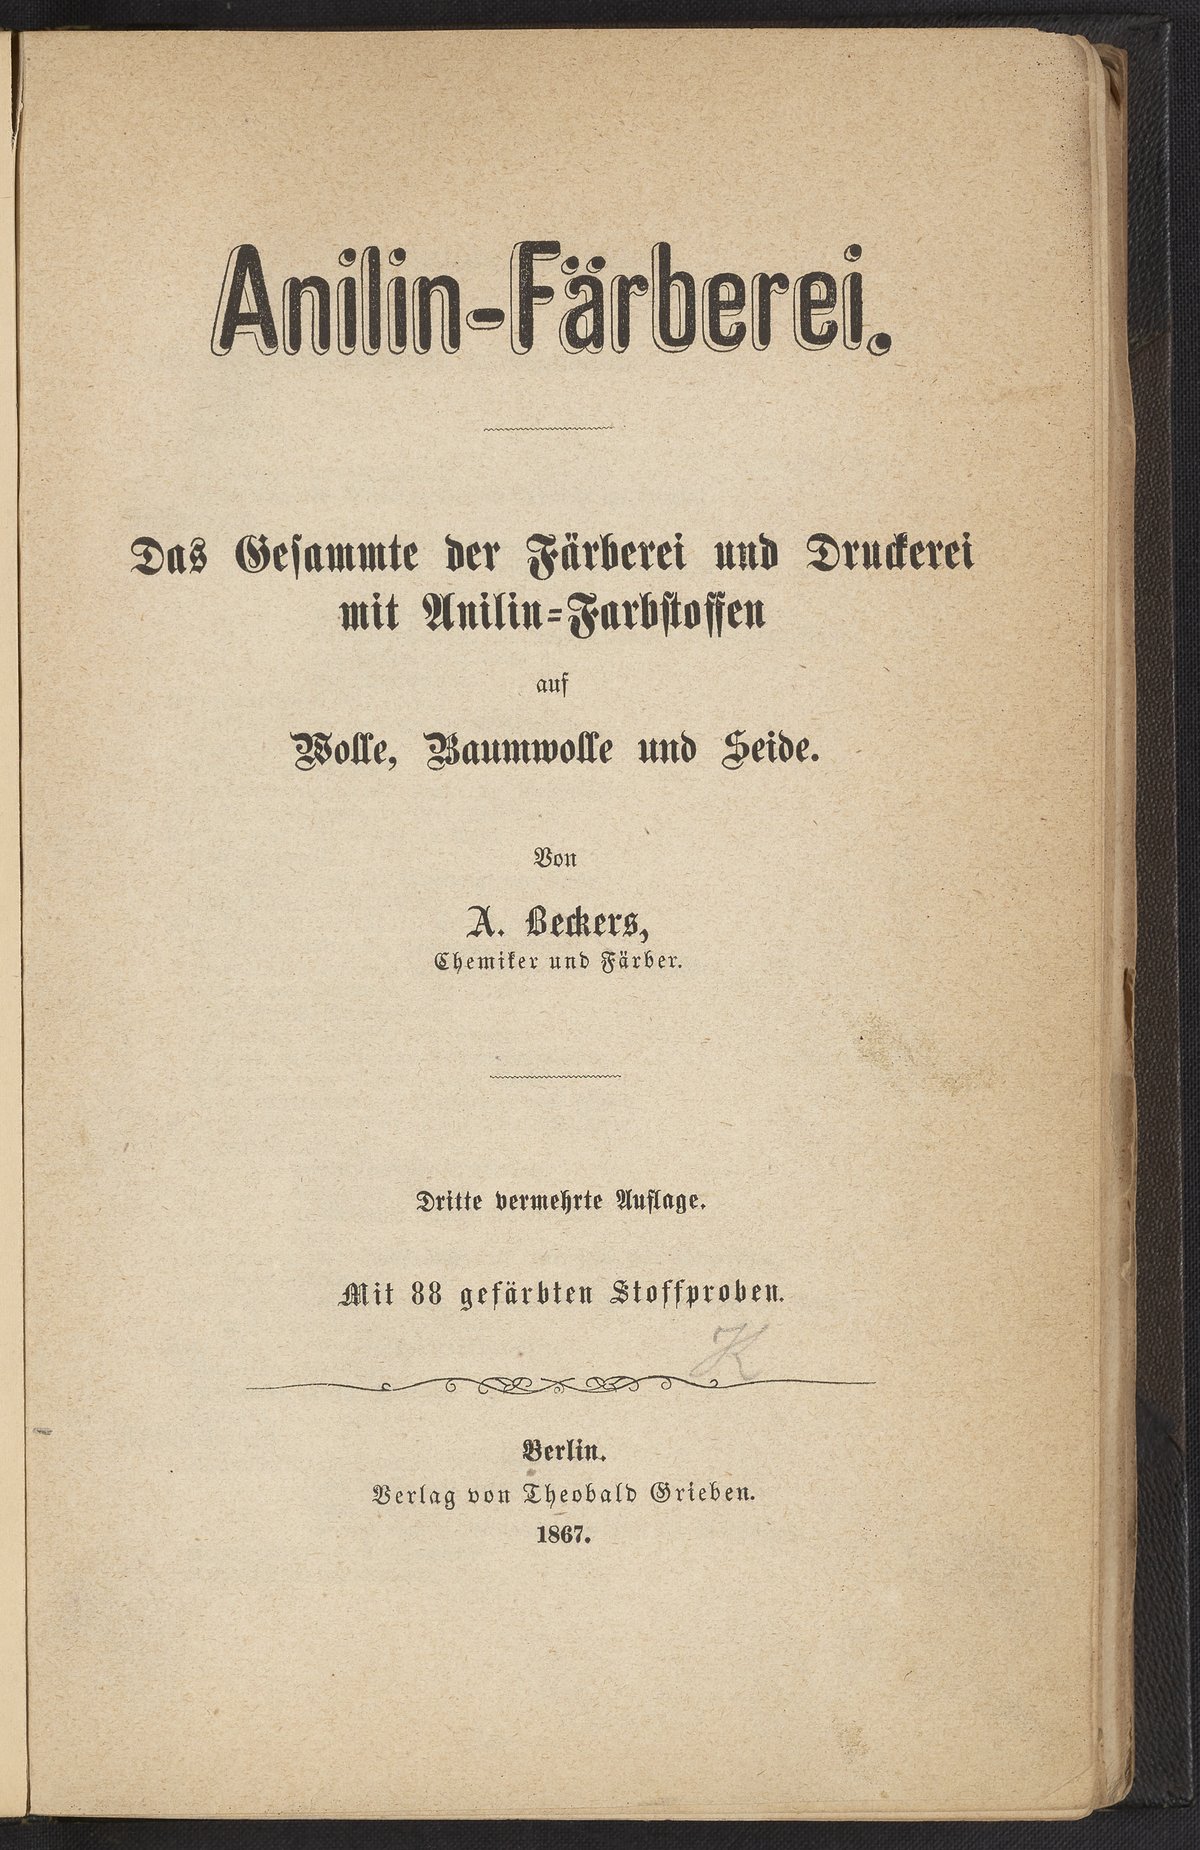 Anilin-Färberei.
Das Gesammte der Färberei und Druckerei
mit Anilin-Farbstoffen
auf
Wolle, Baumwolle und Seide.
Von
A. Beckers,
Chemiker und Färber.
Dritte vermehrte Auflage.
Mit 88 gefärbten Stoffproben.
K
Berlin.
Verlag von Theobald Grieben.
1867.